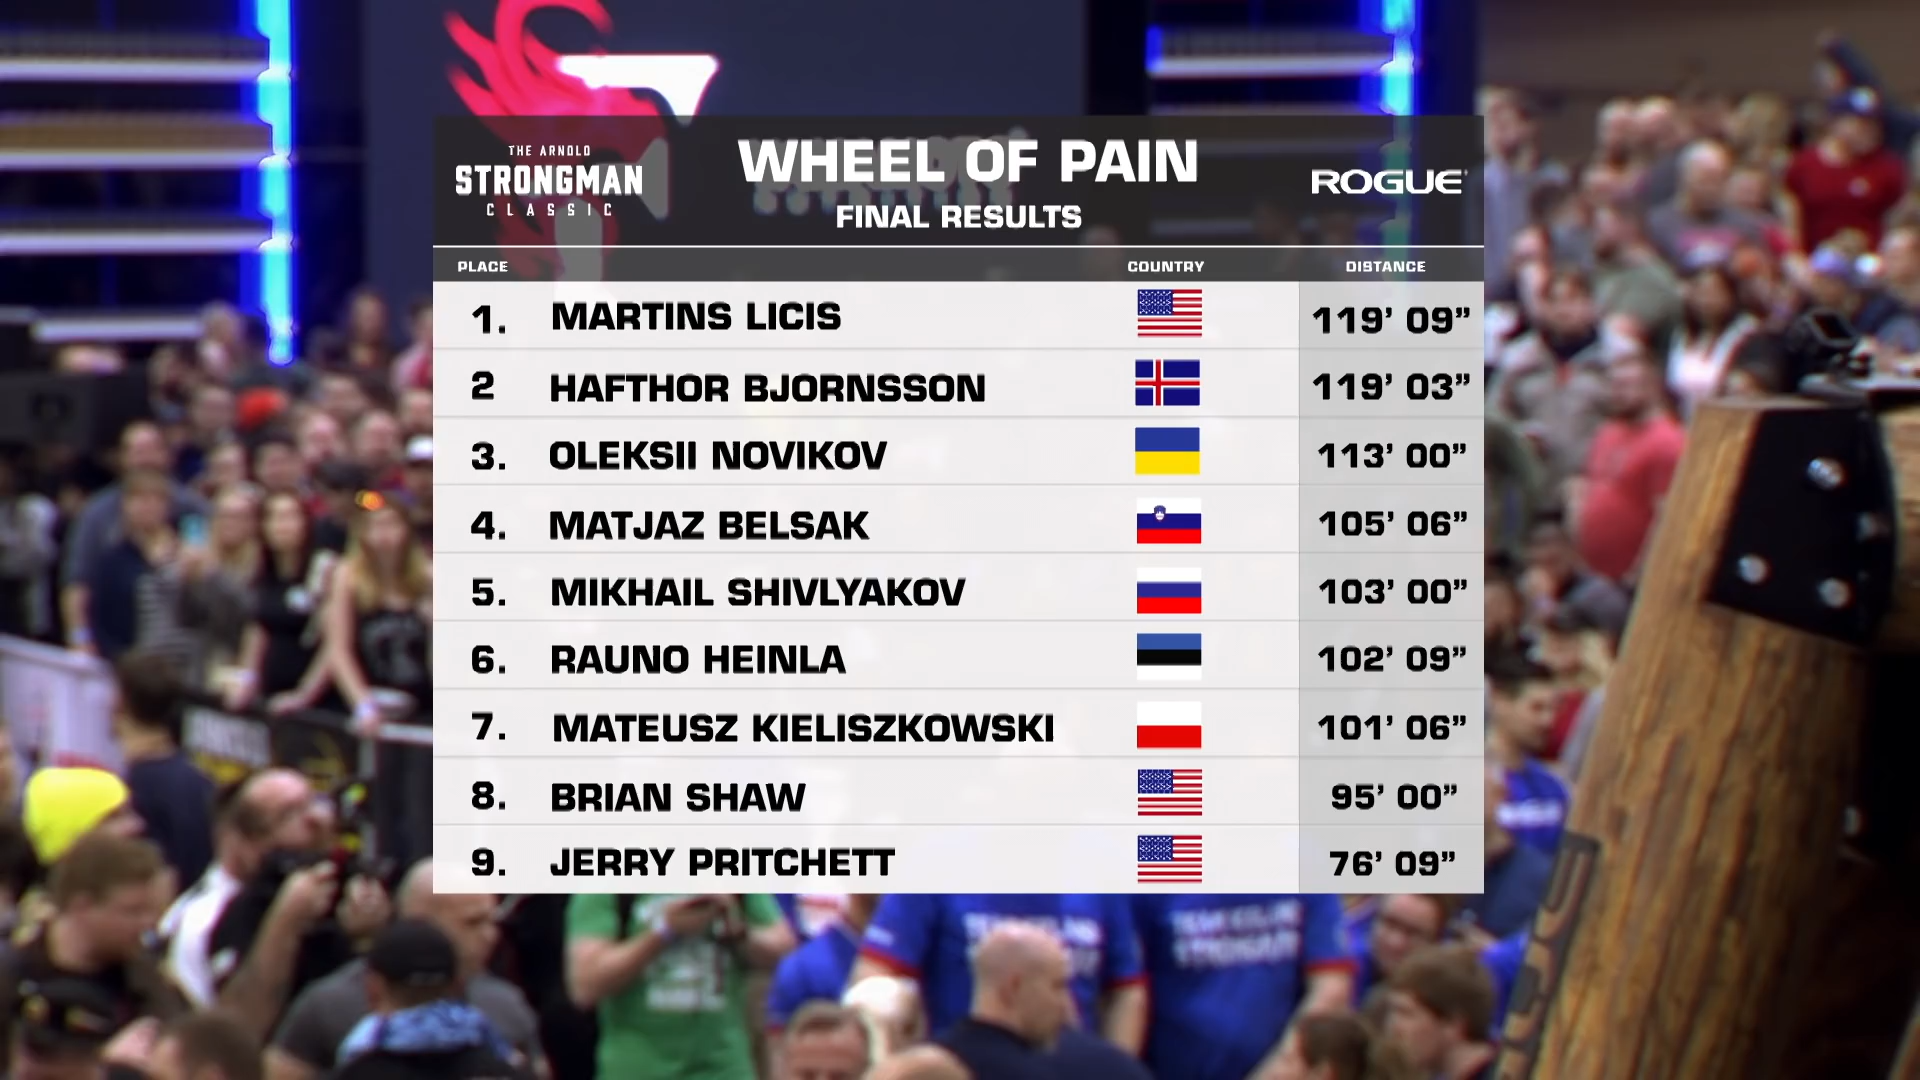 THE ARNOLD
STRONGMAN
CLASSIC
WHEEL OF PAIN
FINAL RESULTS
ROGUE
PLACE COUNTRY DISTANCE
1. MARTINS LICIS 119’ 09”
2 HAFTHOR BJORNSSON 119’ 03”
3. OLEKSII NOVIKOV 113’ 00”
4. MATJAZ BELSAK 105’ 06”
5. MIKHAIL SHIVLYAKOV 103’ 00”
6. RAUNO HEINLA 102’ 09”
7. MATEUSZ KIELISZKOWSKI 101’ 06”
8. BRIAN SHAW 95’ 00”
9. JERRY PRITCHETT 76’ 09”